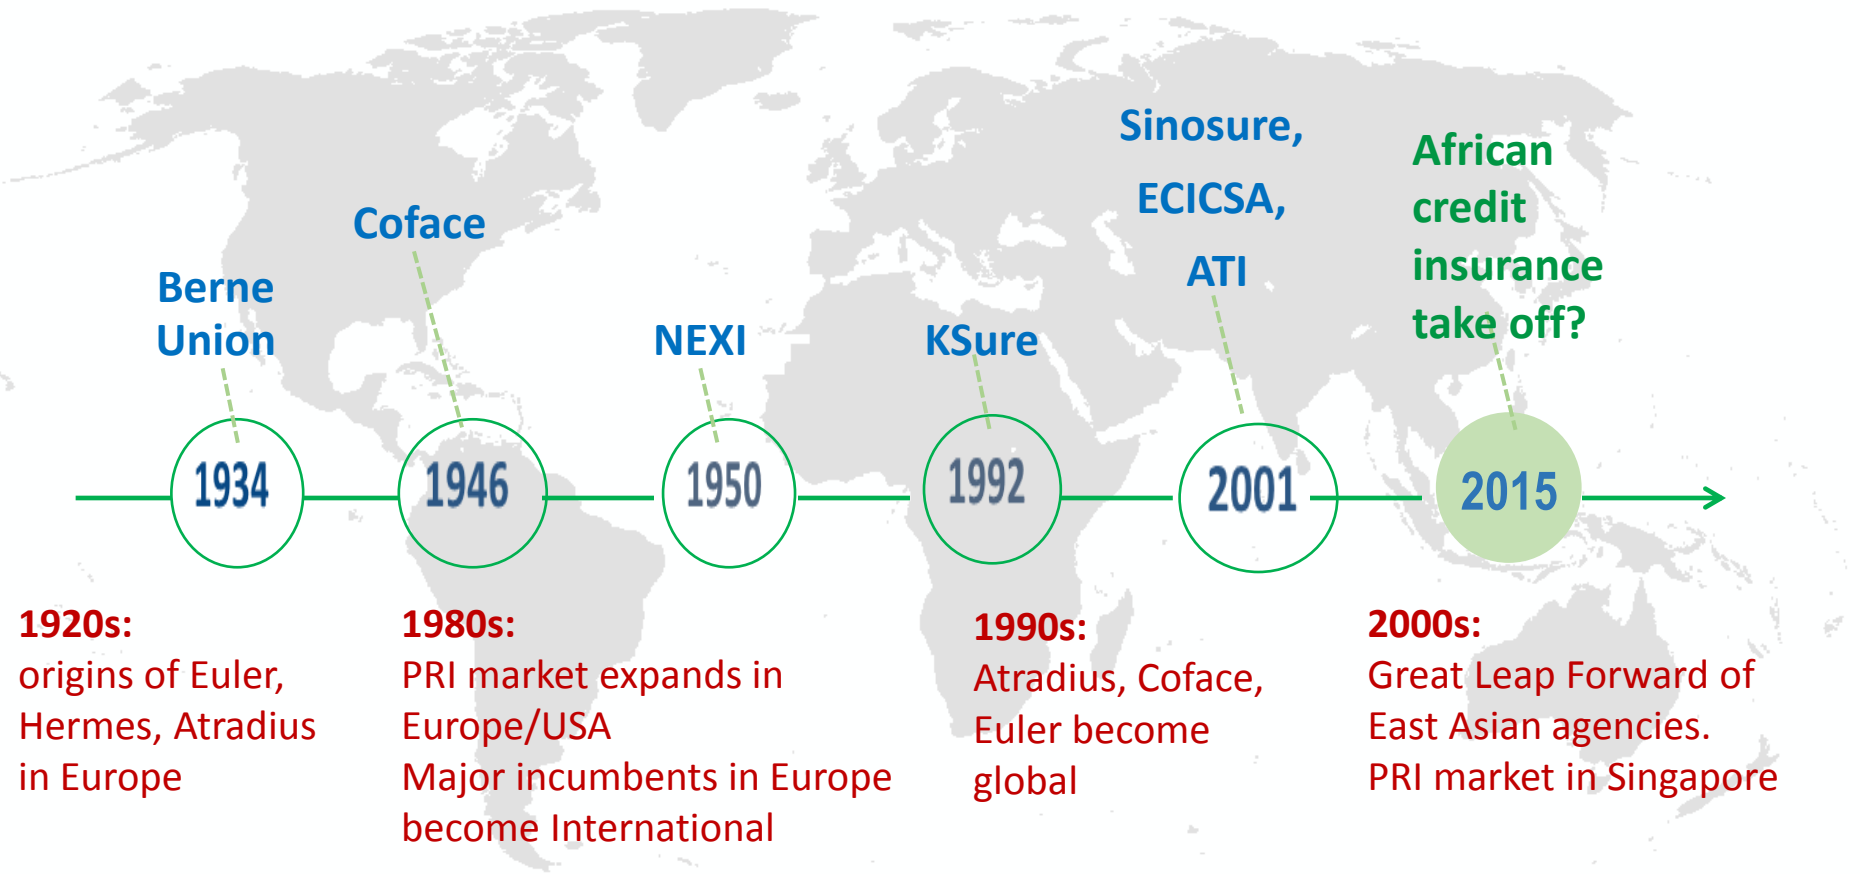 Berne
Union
Coface
NEXI
KSure
Sinosure,
ECICSA,
ATI
African
credit
insurance
take off?
1934
1946
1950
1992
2001
2015
1920s:
origins of Euler,
Hermes, Atradius
in Europe
1980s:
PRI market expands in
Europe/USA
Major incumbents in Europe
become International
1990s:
Atradius, Coface,
Euler become
global
2000s:
Great Leap Forward of
East Asian agencies.
PRI market in Singapore